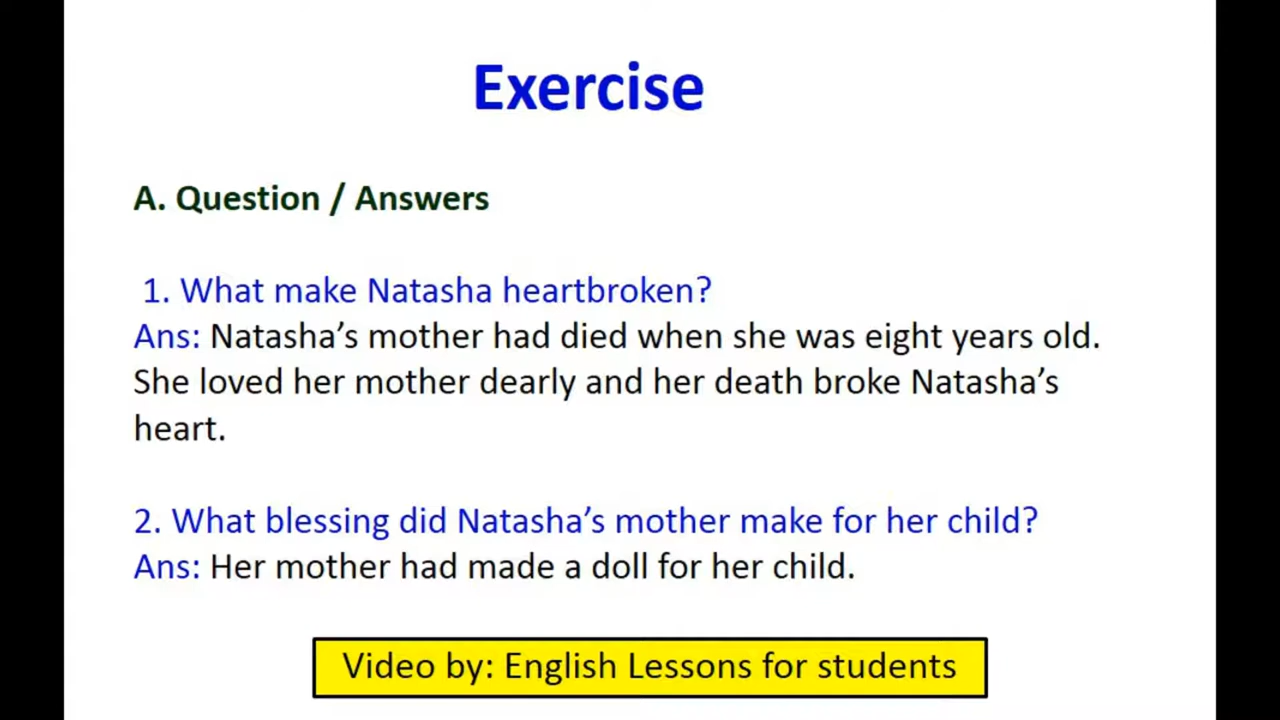 Exercise
A. Question / Answers
1. What make Natasha heartbroken?
Ans: Natasha’s mother had died when she was eight years old.
She loved her mother dearly and her death broke Natasha’s
heart.
2. What blessing did Natasha’s mother make for her child?
Ans: Her mother had made a doll for her child.
Video by: English Lessons for students